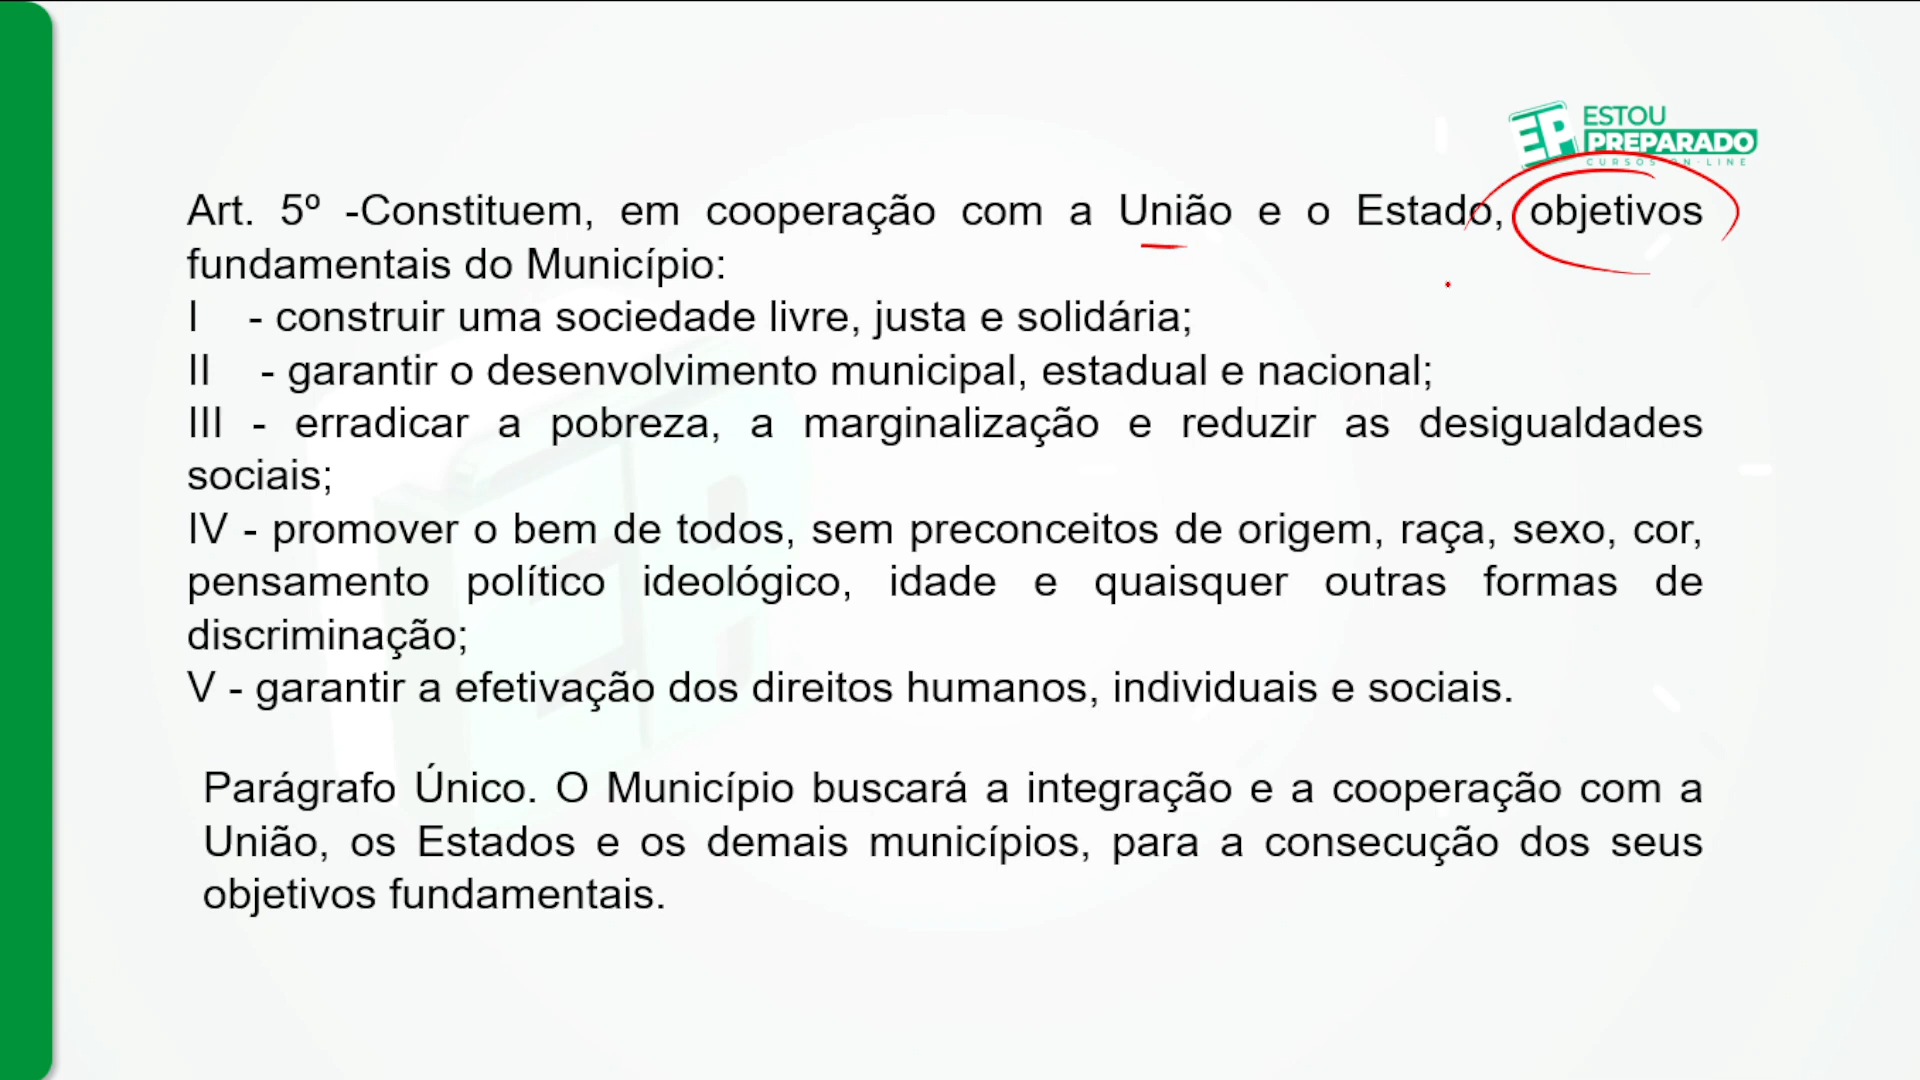 ESTOU
EP PREPARADO
CURSOS ON-LINE
Art. 5º -Constituem, em cooperação com a União e o Estado, objetivos
fundamentais do Município:
I - construir uma sociedade livre, justa e solidária;
II - garantir o desenvolvimento municipal, estadual e nacional;
III - erradicar a pobreza, a marginalização e reduzir as desigualdades
sociais;
IV - promover o bem de todos, sem preconceitos de origem, raça, sexo, cor,
pensamento político ideológico, idade e quaisquer outras formas de
discriminação;
V - garantir a efetivação dos direitos humanos, individuais e sociais.
Parágrafo Único. O Município buscará a integração e a cooperação com a
União, os Estados e os demais municípios, para a consecução dos seus
objetivos fundamentais.